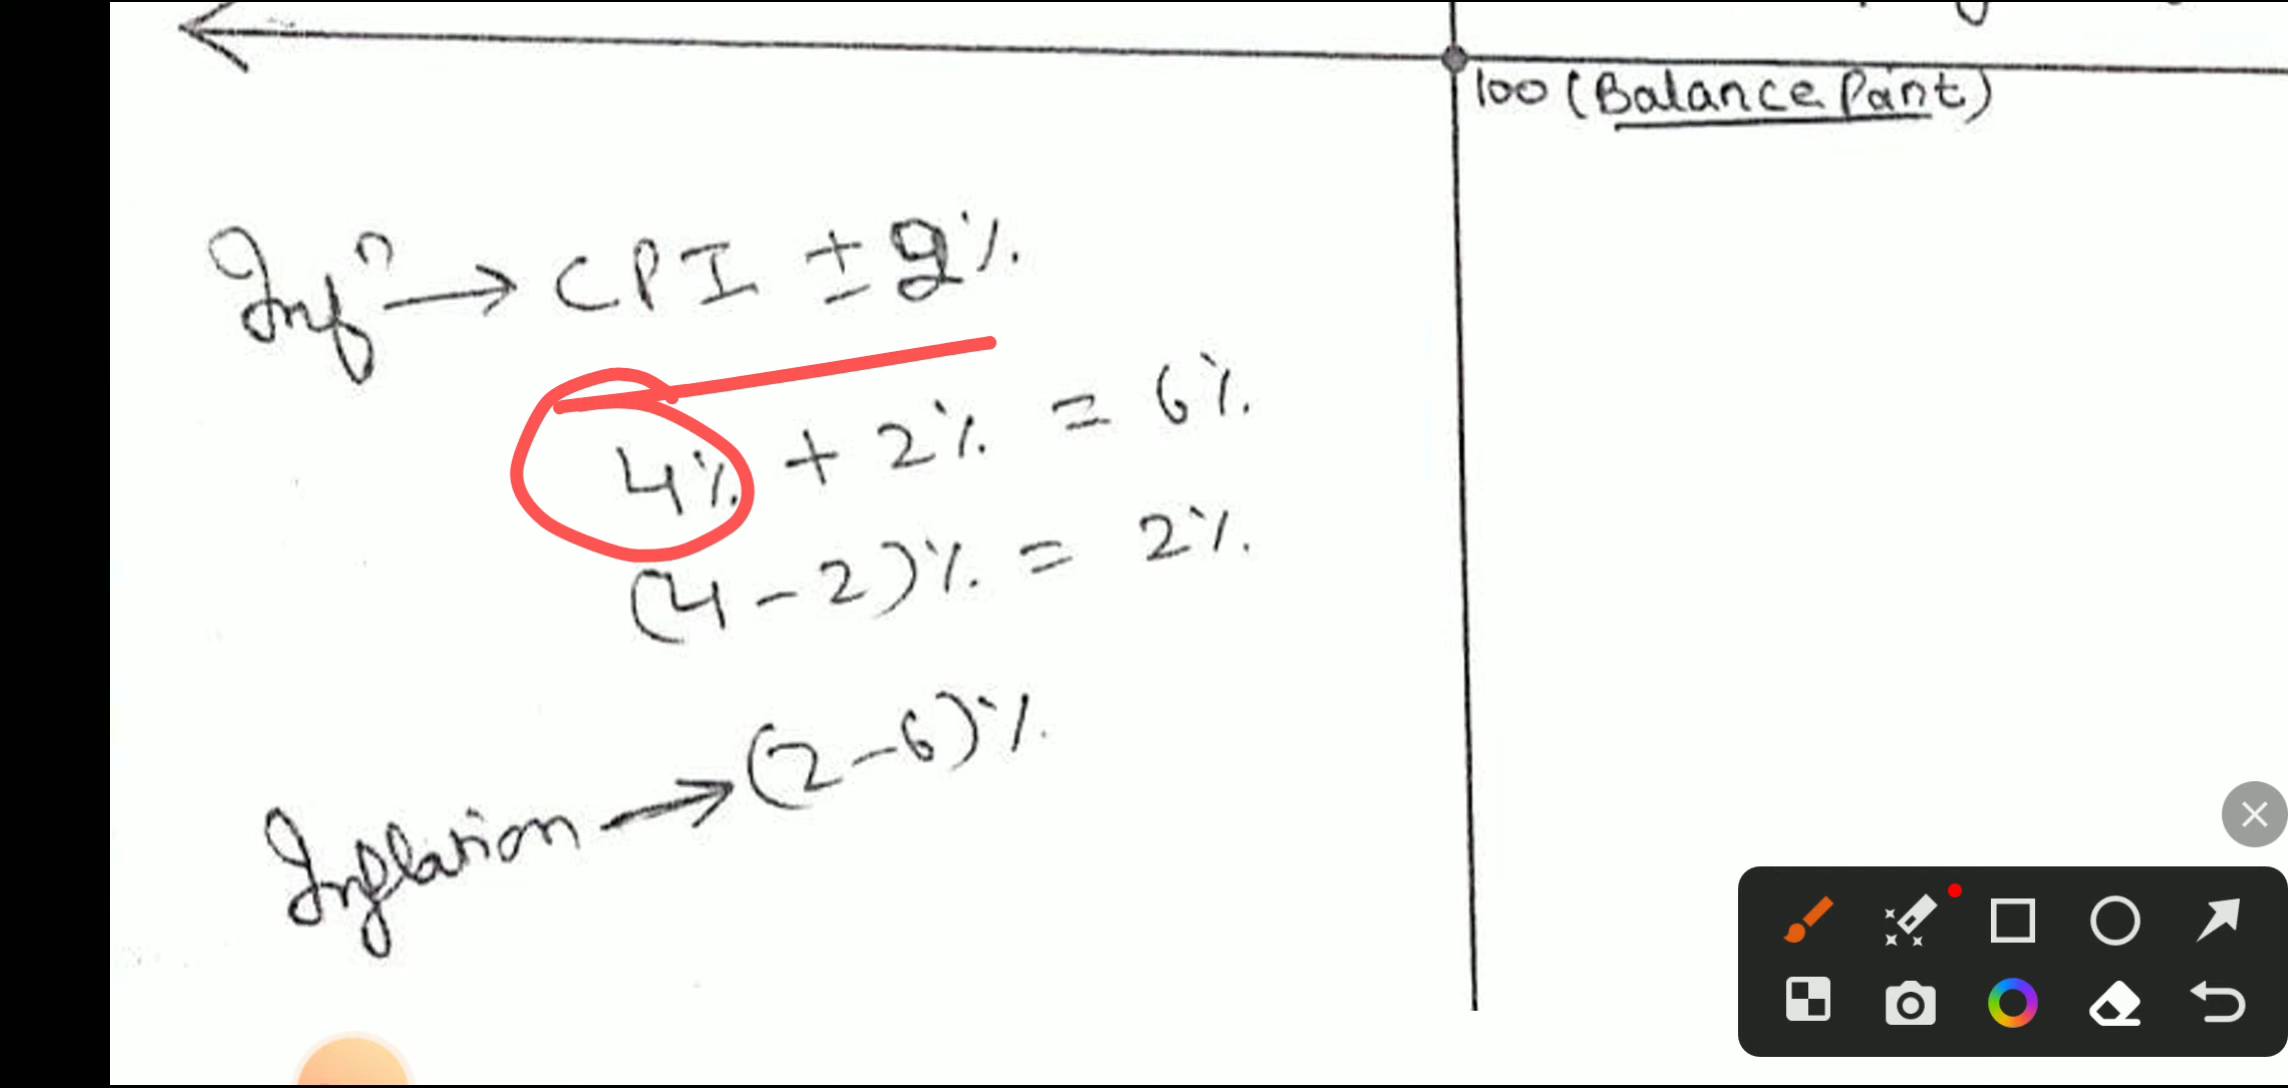 100 (Balance Point)
Infⁿ → CPI ± 2%
4% + 2% = 6%
(4-2)% = 2%
Inflation → (2-6)%